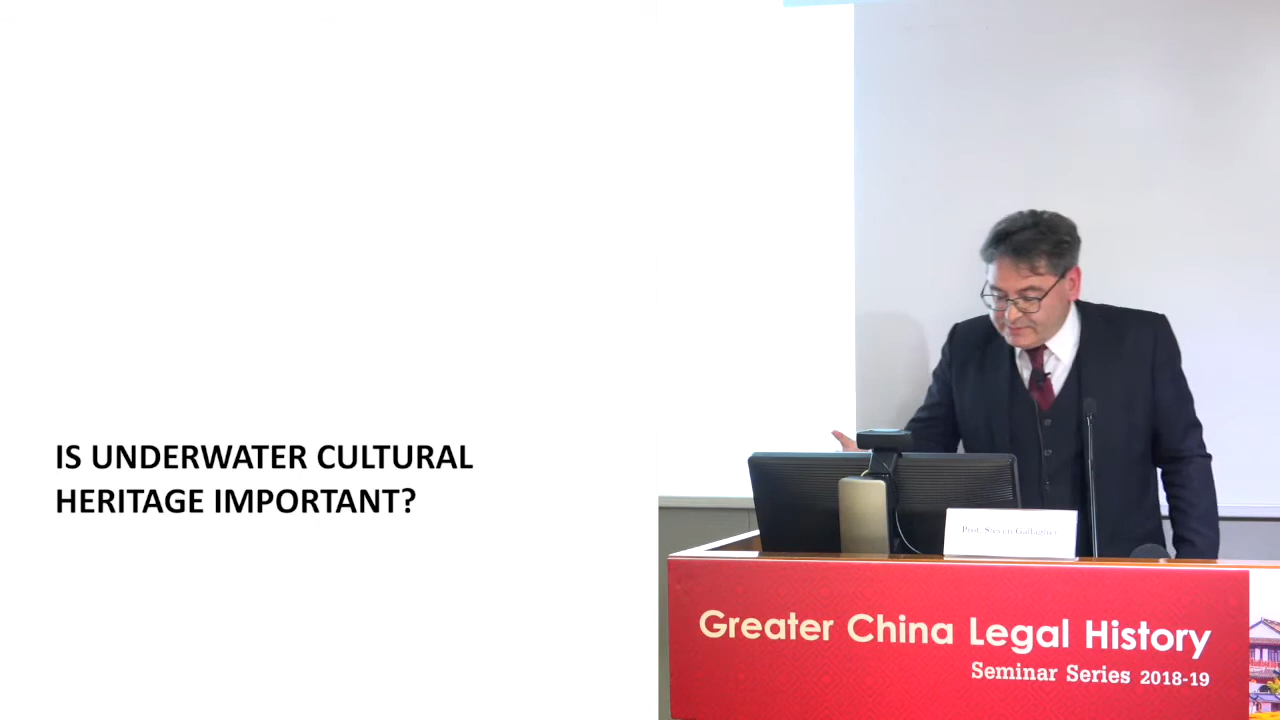 IS UNDERWATER CULTURAL
HERITAGE IMPORTANT?
Prof. Steven Gallagher
Greater China Legal History
Seminar Series 2018-19